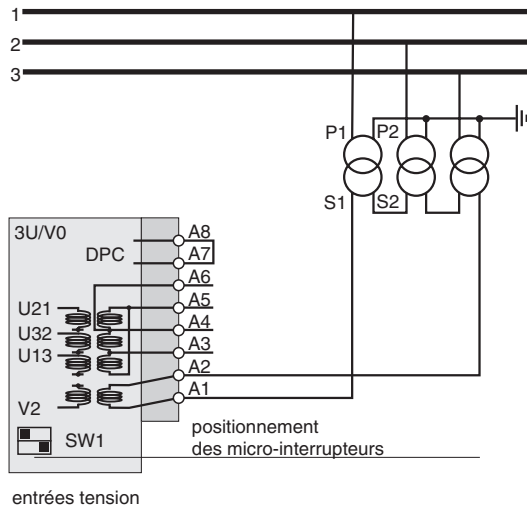 1
2
3
P1
P2
S1
S2
3U/V0
DPC
A8
A7
A6
A5
A4
A3
A2
A1
U21
U32
U13
V2
SW1
positionnement
des micro-interrupteurs
entrées tension